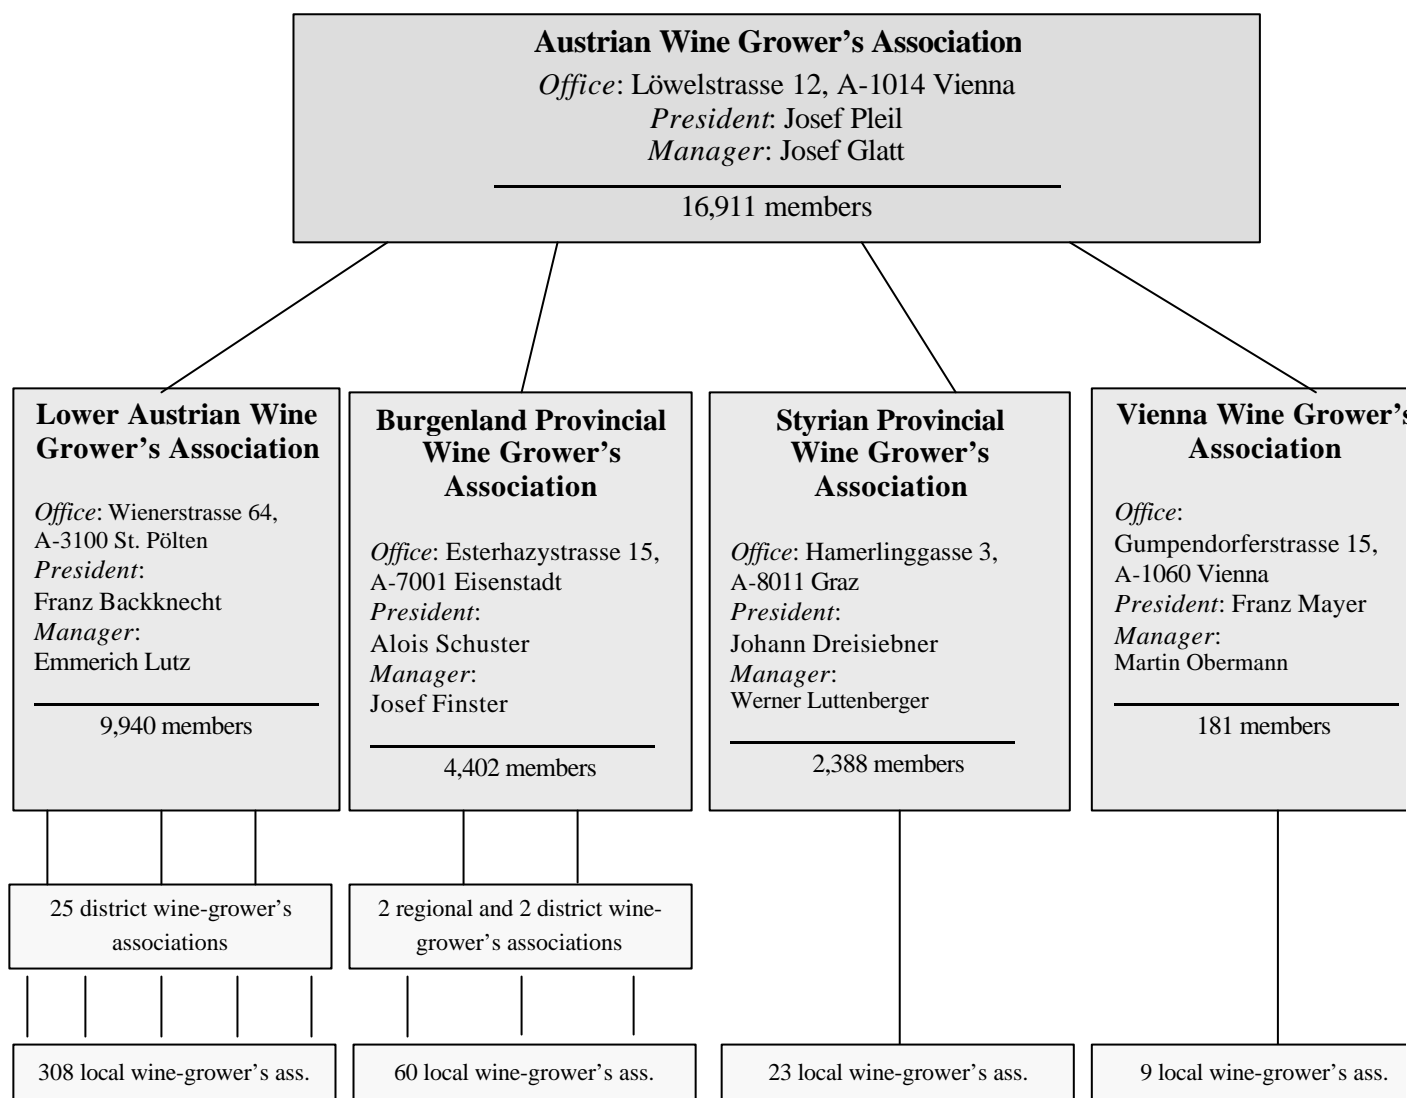 Austrian Wine Grower’s Association
Office: Löwelstrasse 12, A-1014 Vienna
President: Josef Pleil
Manager: Josef Glatt
16,911 members
Lower Austrian Wine
Grower’s Association
Office: Wienerstrasse 64,
A-3100 St. Pölten
President:
Franz Backknecht
Manager:
Emmerich Lutz
9,940 members
Burgenland Provincial
Wine Grower’s
Association
Office: Esterhazystrasse 15,
A-7001 Eisenstadt
President:
Alois Schuster
Manager:
Josef Finster
4,402 members
Styrian Provincial
Wine Grower’s
Association
Office: Hamerlinggasse 3,
A-8011 Graz
President:
Johann Dreisiebner
Manager:
Werner Luttenberger
2,388 members
Vienna Wine Grower’s
Association
Office:
Gumpendorferstrasse 15,
A-1060 Vienna
President: Franz Mayer
Manager:
Martin Obermann
181 members
25 district wine-grower’s
associations
2 regional and 2 district wine-
grower’s associations
308 local wine-grower’s ass.
60 local wine-grower’s ass.
23 local wine-grower’s ass.
9 local wine-grower’s ass.